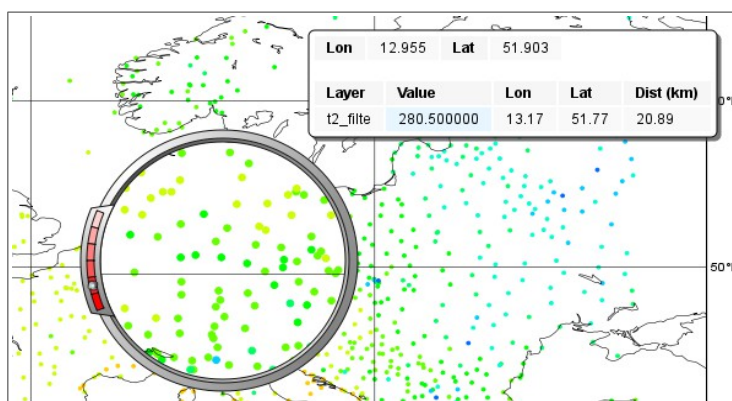 Lon 12.955 Lat 51.903
Layer Value Lon Lat Dist (km)
t2_filte 280.500000 13.17 51.77 20.89
0°
50°